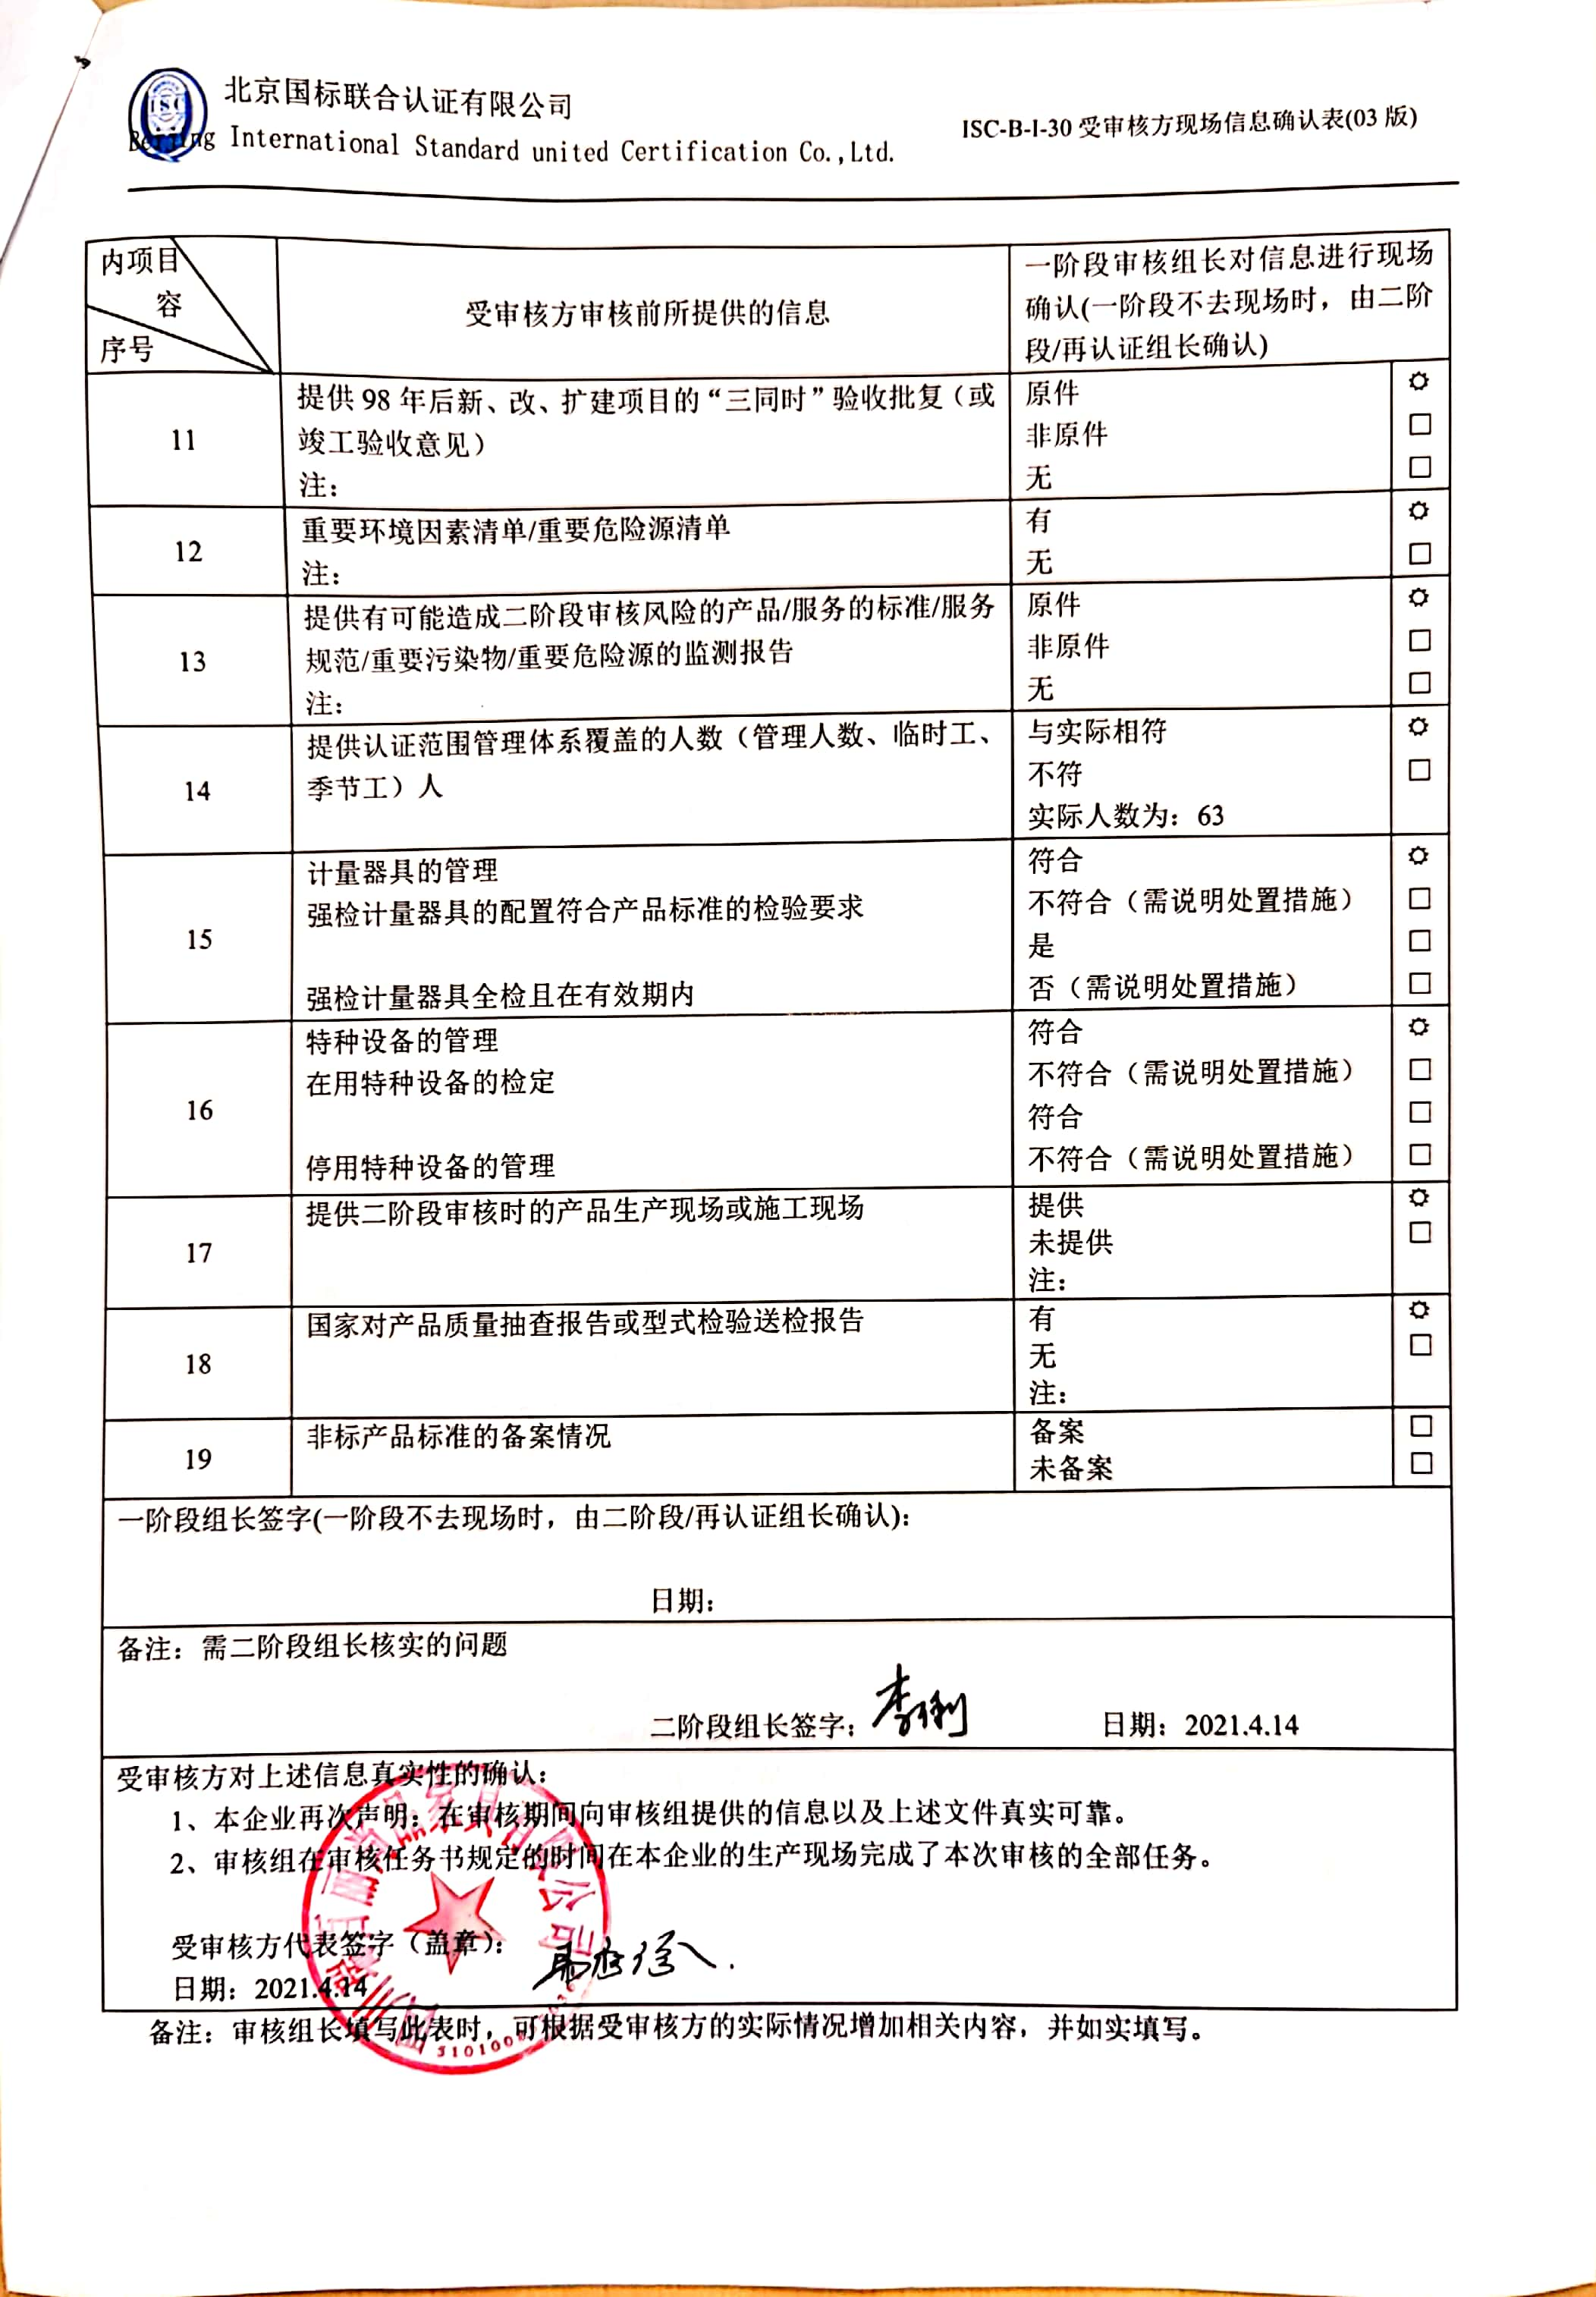 北京国标联合认证有限公司
ISC-B-I-30 受审核方现场信息确认表(03 版)
Beijing International Standard united Certification Co.,Ltd.
内项目
容
序号
受审核方审核前所提供的信息
一阶段审核组长对信息进行现场
确认(一阶段不去现场时，由二阶
段/再认证组长确认)
11
提供 98 年后新、改、扩建项目的“三同时”验收批复（或
竣工验收意见）
注：
原件 ☼
非原件 □
无 □
12
重要环境因素清单/重要危险源清单
注：
有 ☼
无 □
13
提供有可能造成二阶段审核风险的产品/服务的标准/服务
规范/重要污染物/重要危险源的监测报告
注：
原件 ☼
非原件 □
无 □
14
提供认证范围管理体系覆盖的人数（管理人数、临时工、
季节工）人
与实际相符 ☼
不符 □
实际人数为：63
15
计量器具的管理
强检计量器具的配置符合产品标准的检验要求
强检计量器具全检且在有效期内
符合 ☼
不符合（需说明处置措施） □
是 □
否（需说明处置措施） □
16
特种设备的管理
在用特种设备的检定
停用特种设备的管理
符合 ☼
不符合（需说明处置措施） □
符合 □
不符合（需说明处置措施） □
17
提供二阶段审核时的产品生产现场或施工现场
提供 ☼
未提供 □
注：
18
国家对产品质量抽查报告或型式检验送检报告
有 ☼
无 □
注：
19
非标产品标准的备案情况
备案 □
未备案 □
一阶段组长签字(一阶段不去现场时，由二阶段/再认证组长确认)：
日期：
备注：需二阶段组长核实的问题
二阶段组长签字： 日期：2021.4.14
受审核方对上述信息真实性的确认：
1、本企业再次声明：在审核期间向审核组提供的信息以及上述文件真实可靠。
2、审核组在审核任务书规定的时间在本企业的生产现场完成了本次审核的全部任务。
受审核方代表签字（盖章）：
日期：2021.4.14
备注：审核组长填写此表时，可根据受审核方的实际情况增加相关内容，并如实填写。